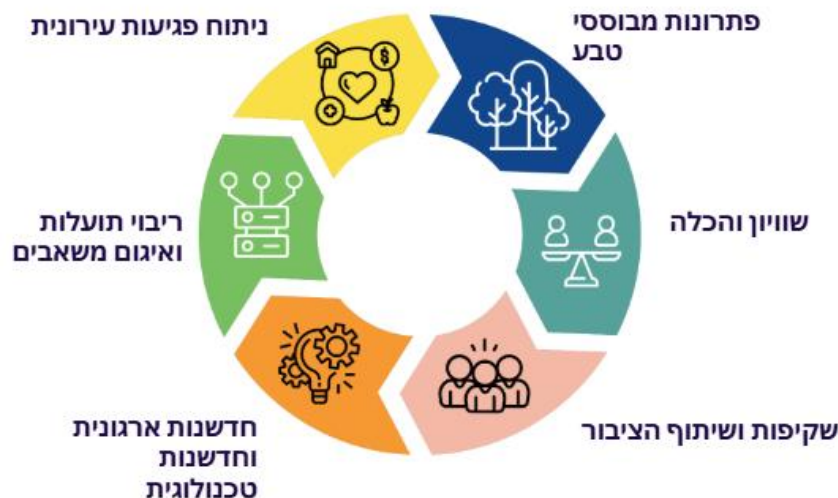 פתרונות מבוססי
טבע
שוויון והכלה
שקיפות ושיתוף הציבור
חדשנות ארגונית
וחדשנות
טכנולוגית
ריבוי תועלות
ואיגום משאבים
ניתוח פגיעות עירונית
$